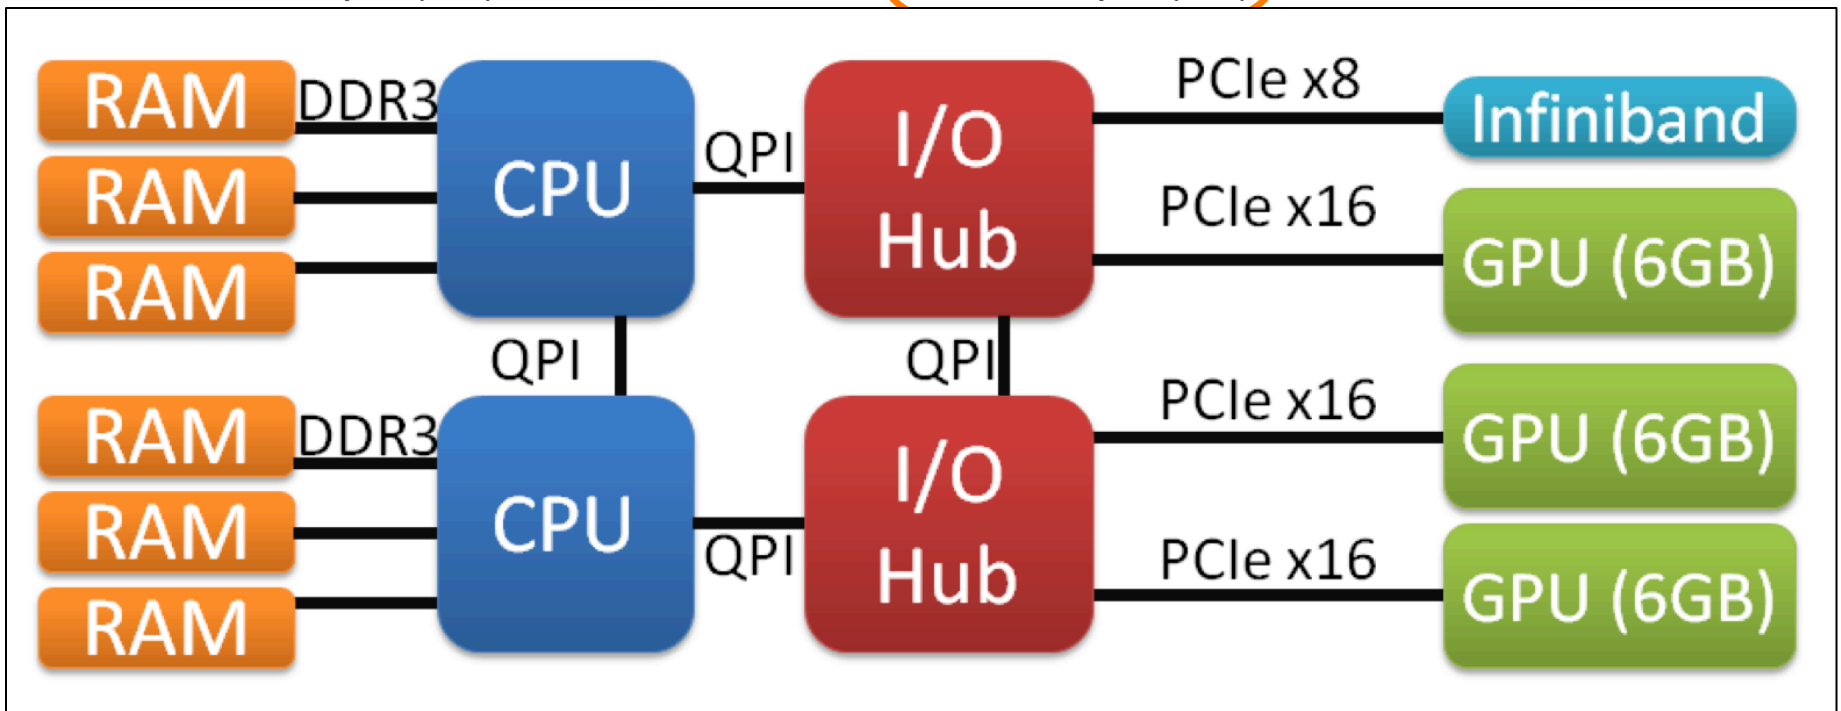 RAM DDR3
RAM
RAM
CPU
QPI
I/O
Hub
PCIe x8
Infiniband
PCIe x16
GPU (6GB)
QPI
QPI
RAM DDR3
RAM
RAM
CPU
QPI
I/O
Hub
PCIe x16
GPU (6GB)
PCIe x16
GPU (6GB)